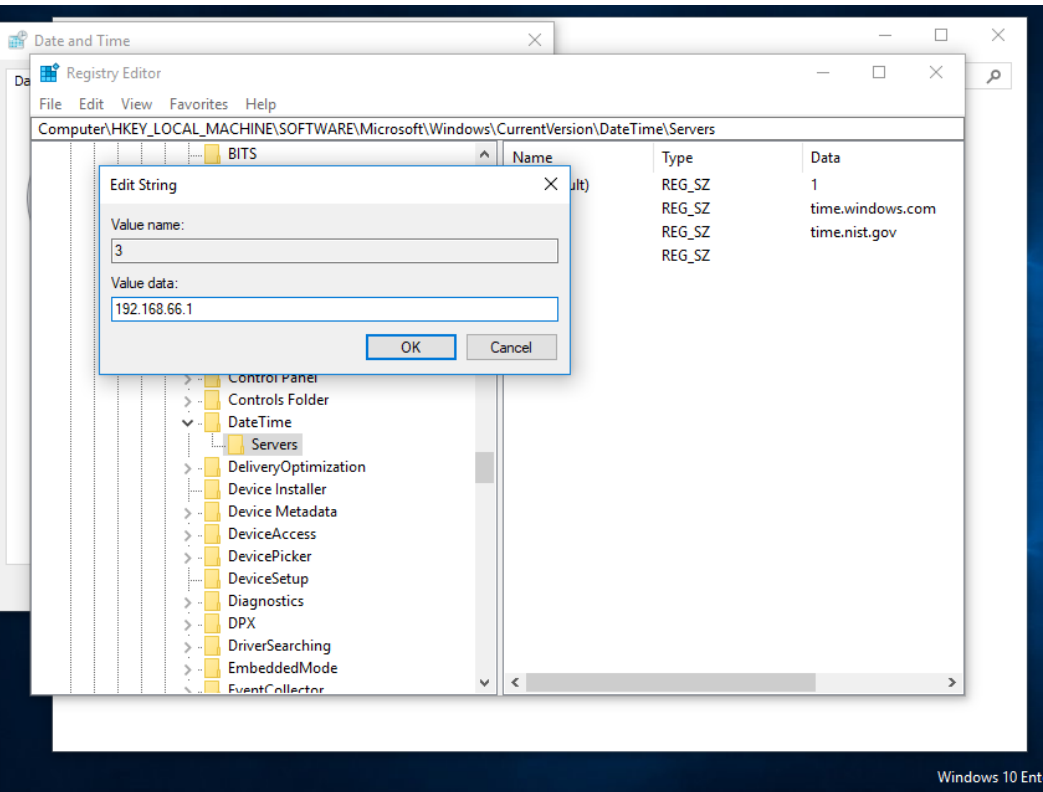 Date and Time
Da
Registry Editor
File Edit View Favorites Help
Computer\HKEY_LOCAL_MACHINE\SOFTWARE\Microsoft\Windows\CurrentVersion\DateTime\Servers
BITS
Name Type Data
ult) REG_SZ 1
REG_SZ time.windows.com
REG_SZ time.nist.gov
REG_SZ
Edit String
Value name:
3
Value data:
192.168.66.1
OK Cancel
Control Panel
Controls Folder
DateTime
Servers
DeliveryOptimization
Device Installer
Device Metadata
DeviceAccess
DevicePicker
DeviceSetup
Diagnostics
DPX
DriverSearching
EmbeddedMode
EventCollector
Windows 10 Ent